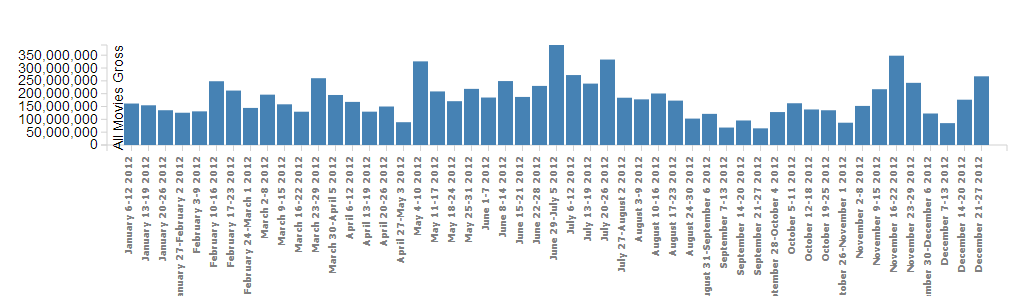 All Movies Gross
350,000,000
300,000,000
250,000,000
200,000,000
150,000,000
100,000,000
50,000,000
0
January 6-12 2012
January 13-19 2012
January 20-26 2012
anuary 27-February 2 2012
February 3-9 2012
February 10-16 2012
February 17-23 2012
February 24-March 1 2012
March 2-8 2012
March 9-15 2012
March 16-22 2012
March 23-29 2012
March 30-April 5 2012
April 6-12 2012
April 13-19 2012
April 20-26 2012
April 27-May 3 2012
May 4-10 2012
May 11-17 2012
May 18-24 2012
May 25-31 2012
June 1-7 2012
June 8-14 2012
June 15-21 2012
June 22-28 2012
June 29-July 5 2012
July 6-12 2012
July 13-19 2012
July 20-26 2012
July 27-August 2 2012
August 3-9 2012
August 10-16 2012
August 17-23 2012
August 24-30 2012
ugust 31-September 6 2012
September 7-13 2012
September 14-20 2012
September 21-27 2012
ptember 28-October 4 2012
October 5-11 2012
October 12-18 2012
October 19-25 2012
ctober 26-November 1 2012
November 2-8 2012
November 9-15 2012
November 16-22 2012
November 23-29 2012
mber 30-December 6 2012
December 7-13 2012
December 14-20 2012
December 21-27 2012